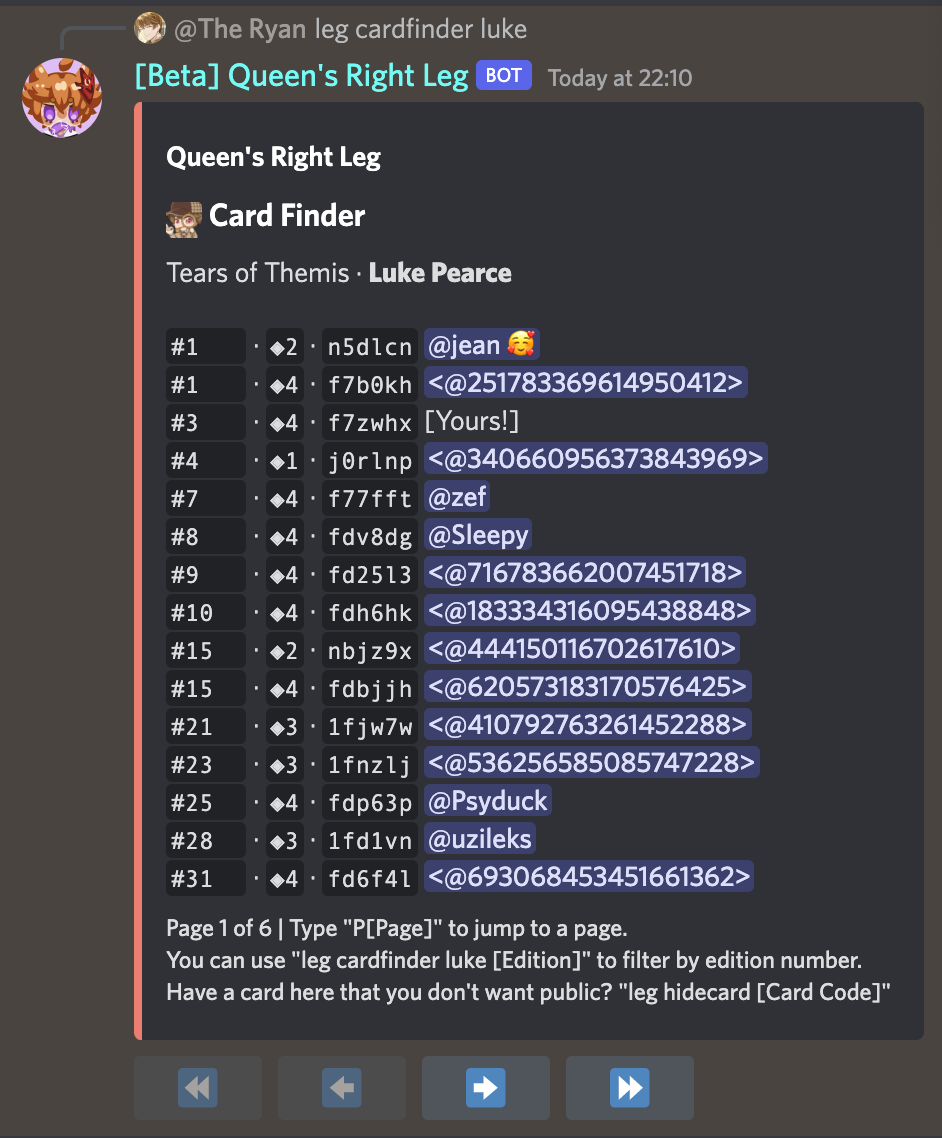 @The Ryan leg cardfinder luke
[Beta] Queen's Right Leg BOT Today at 22:10
Queen's Right Leg
Card Finder
Tears of Themis · Luke Pearce
#1 · ◈2 · n5dlcn @jean 🥰
#1 · ◈4 · f7b0kh <@251783369614950412>
#3 · ◈4 · f7zwhx [Yours!]
#4 · ◈1 · j0rlnp <@340660956373843969>
#7 · ◈4 · f77fft @zef
#8 · ◈4 · fdv8dg @Sleepy
#9 · ◈4 · fd25l3 <@716783662007451718>
#10 · ◈4 · fdh6hk <@183334316095438848>
#15 · ◈2 · nbjz9x <@444150116702617610>
#15 · ◈4 · fdbjjh <@620573183170576425>
#21 · ◈3 · 1fjw7w <@410792763261452288>
#23 · ◈3 · 1fnzlj <@536256585085747228>
#25 · ◈4 · fdp63p @Psyduck
#28 · ◈3 · 1fd1vn @uzileks
#31 · ◈4 · fd6f4l <@693068453451661362>
Page 1 of 6 | Type "P[Page]" to jump to a page.
You can use "leg cardfinder luke [Edition]" to filter by edition number.
Have a card here that you don't want public? "leg hidecard [Card Code]"